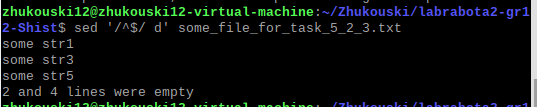 zhukouski12@zhukouski12-virtual-machine:~/Zhukouski/labrabota2-gr1
2-Shist$ sed '/^$/ d' some_file_for_task_5_2_3.txt
some str1
some str3
some str5
2 and 4 lines were empty
zhukouski12@zhukouski12-virtual-machine:~/Zhukouski/labrabota2-gr1